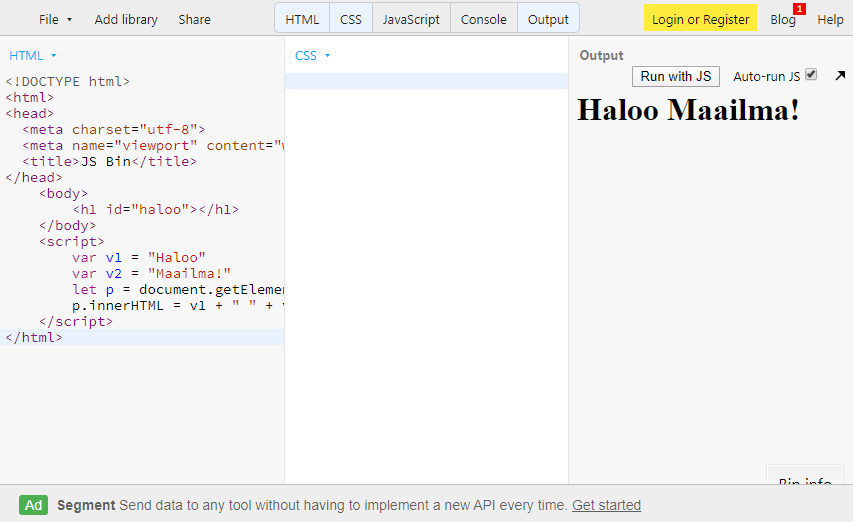 File Add library Share HTML CSS JavaScript Console Output Login or Register Blog 1 Help
HTML
<!DOCTYPE html>
<html>
<head>
<meta charset="utf-8">
<meta name="viewport" content="
<title>JS Bin</title>
</head>
<body>
<h1 id="haloo"></h1>
</body>
<script>
var v1 = "Haloo"
var v2 = "Maailma!"
let p = document.getElemen
p.innerHTML = v1 + " " + v
</script>
</html>
CSS
Output
Run with JS Auto-run JS
Haloo Maailma!
Bin info
Ad Segment Send data to any tool without having to implement a new API every time. Get started